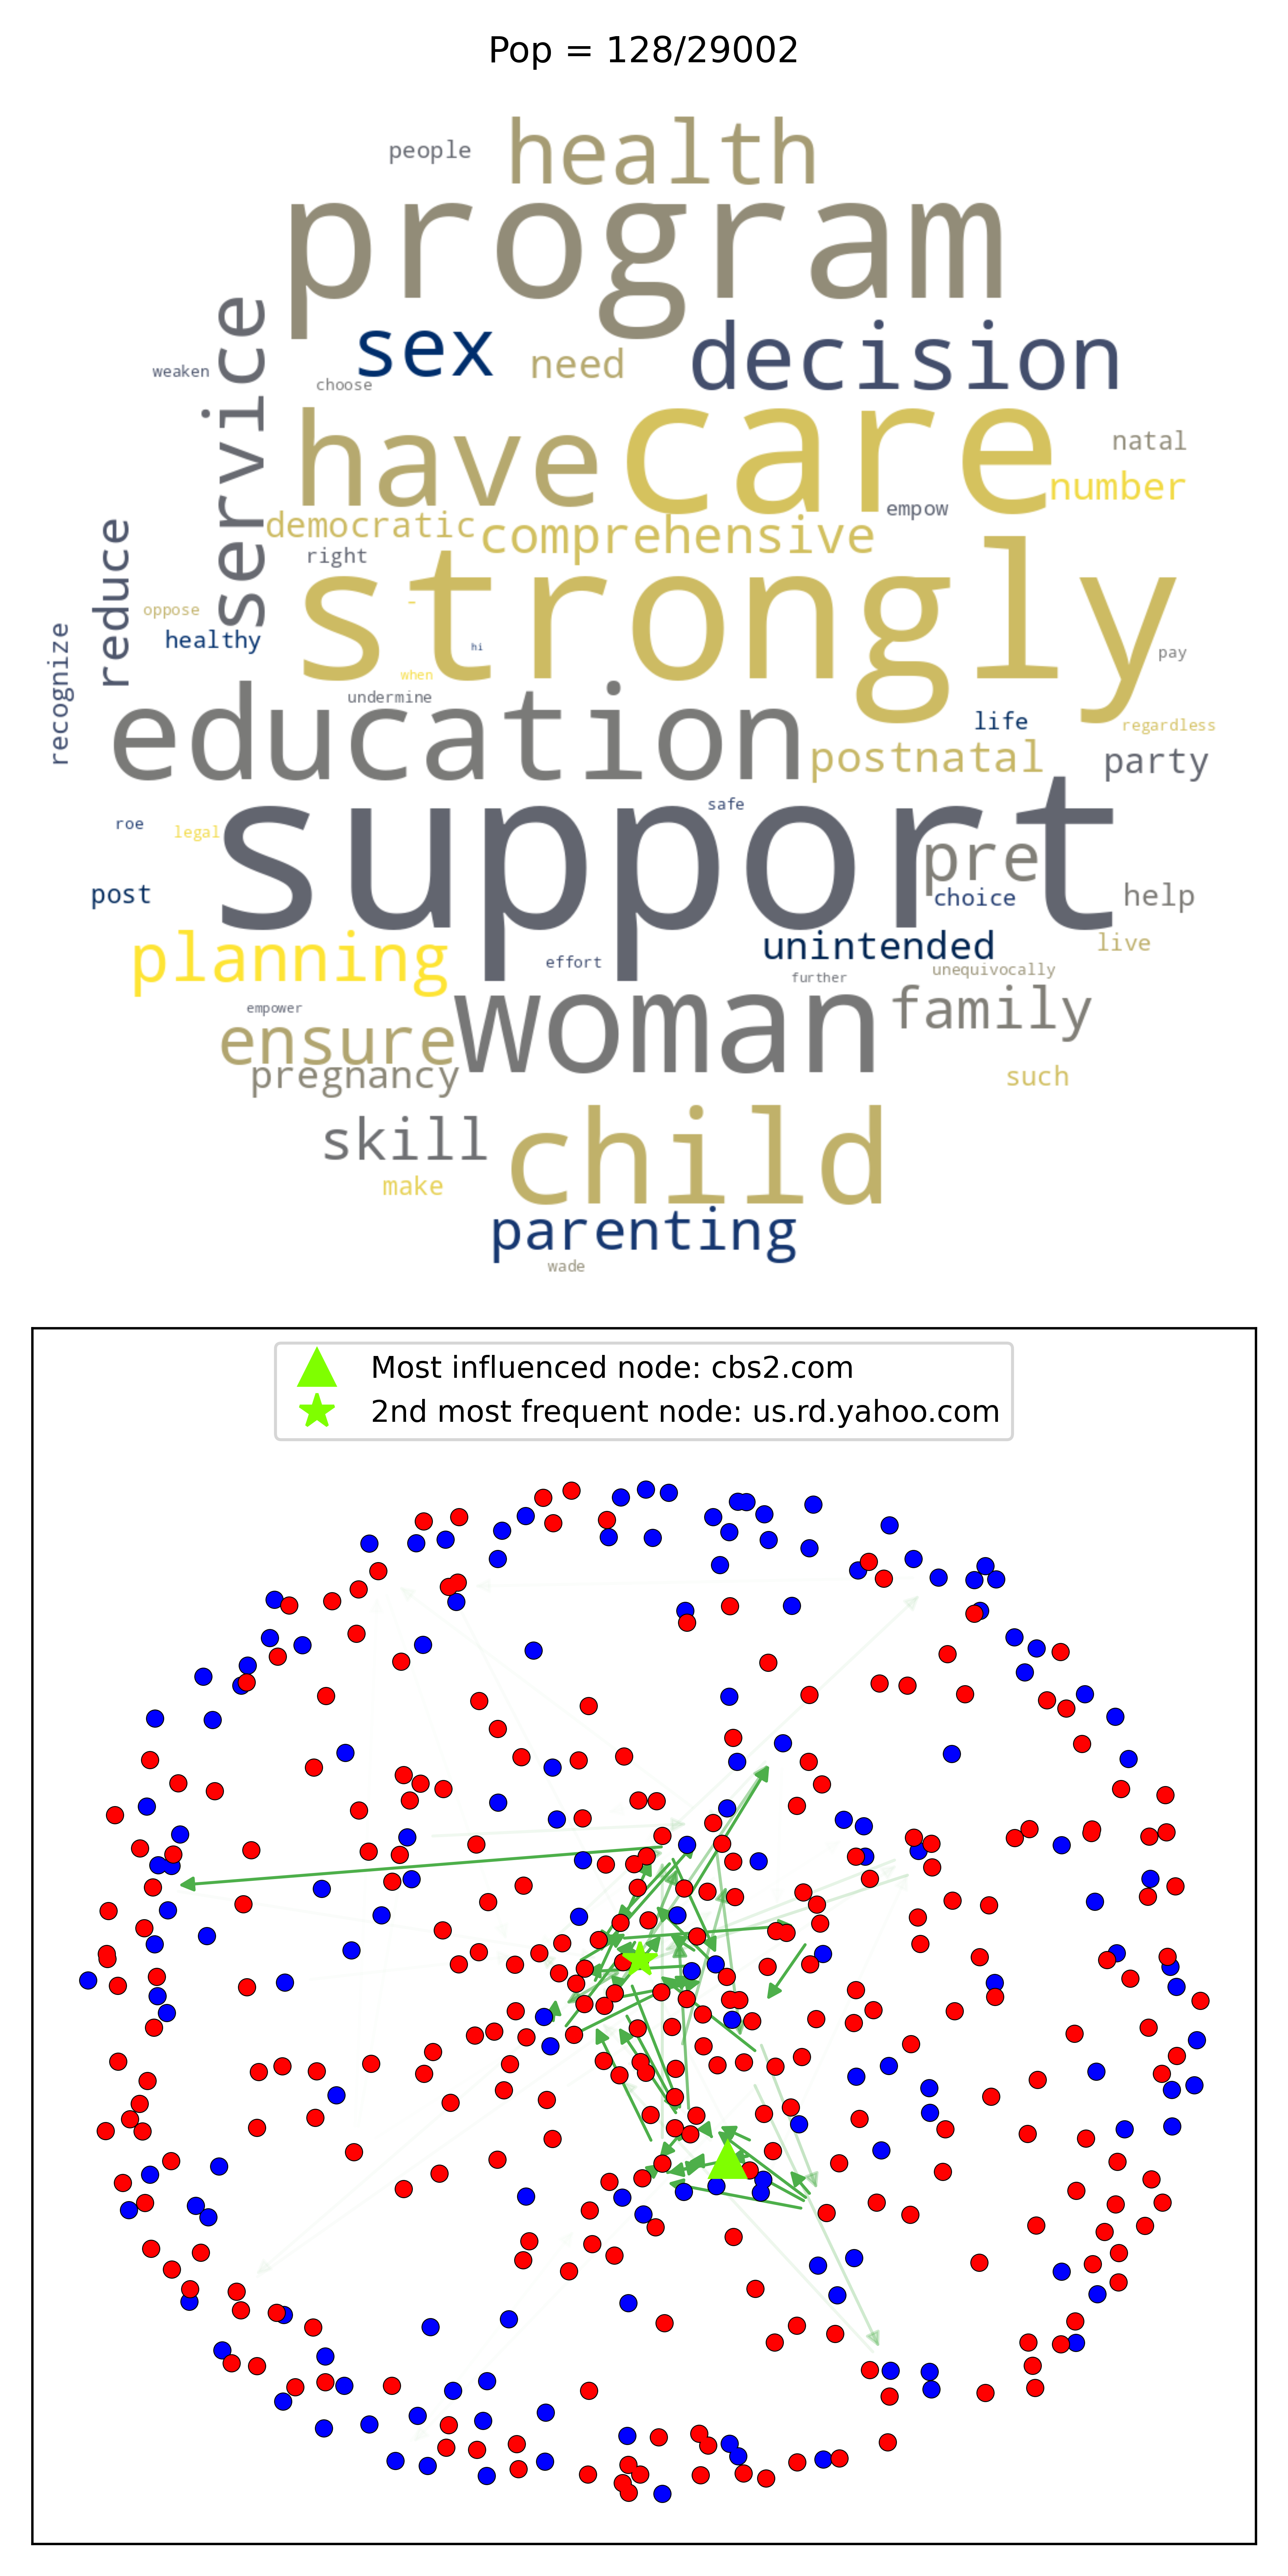 Pop = 128/29002
people
health
program
service
sex
need
decision
weaken
choose
have
care
natal
number
democratic
comprehensive
empow
right
reduce
strongly
oppose
-
healthy
hi
recognize
when
pay
undermine
education
life
regardless
postnatal
party
support
safe
roe
legal
pre
post
choice
help
planning
unintended
live
effort
unequivocally
further
empower
woman
family
ensure
pregnancy
such
skill
child
make
parenting
wade
Most influenced node: cbs2.com
2nd most frequent node: us.rd.yahoo.com